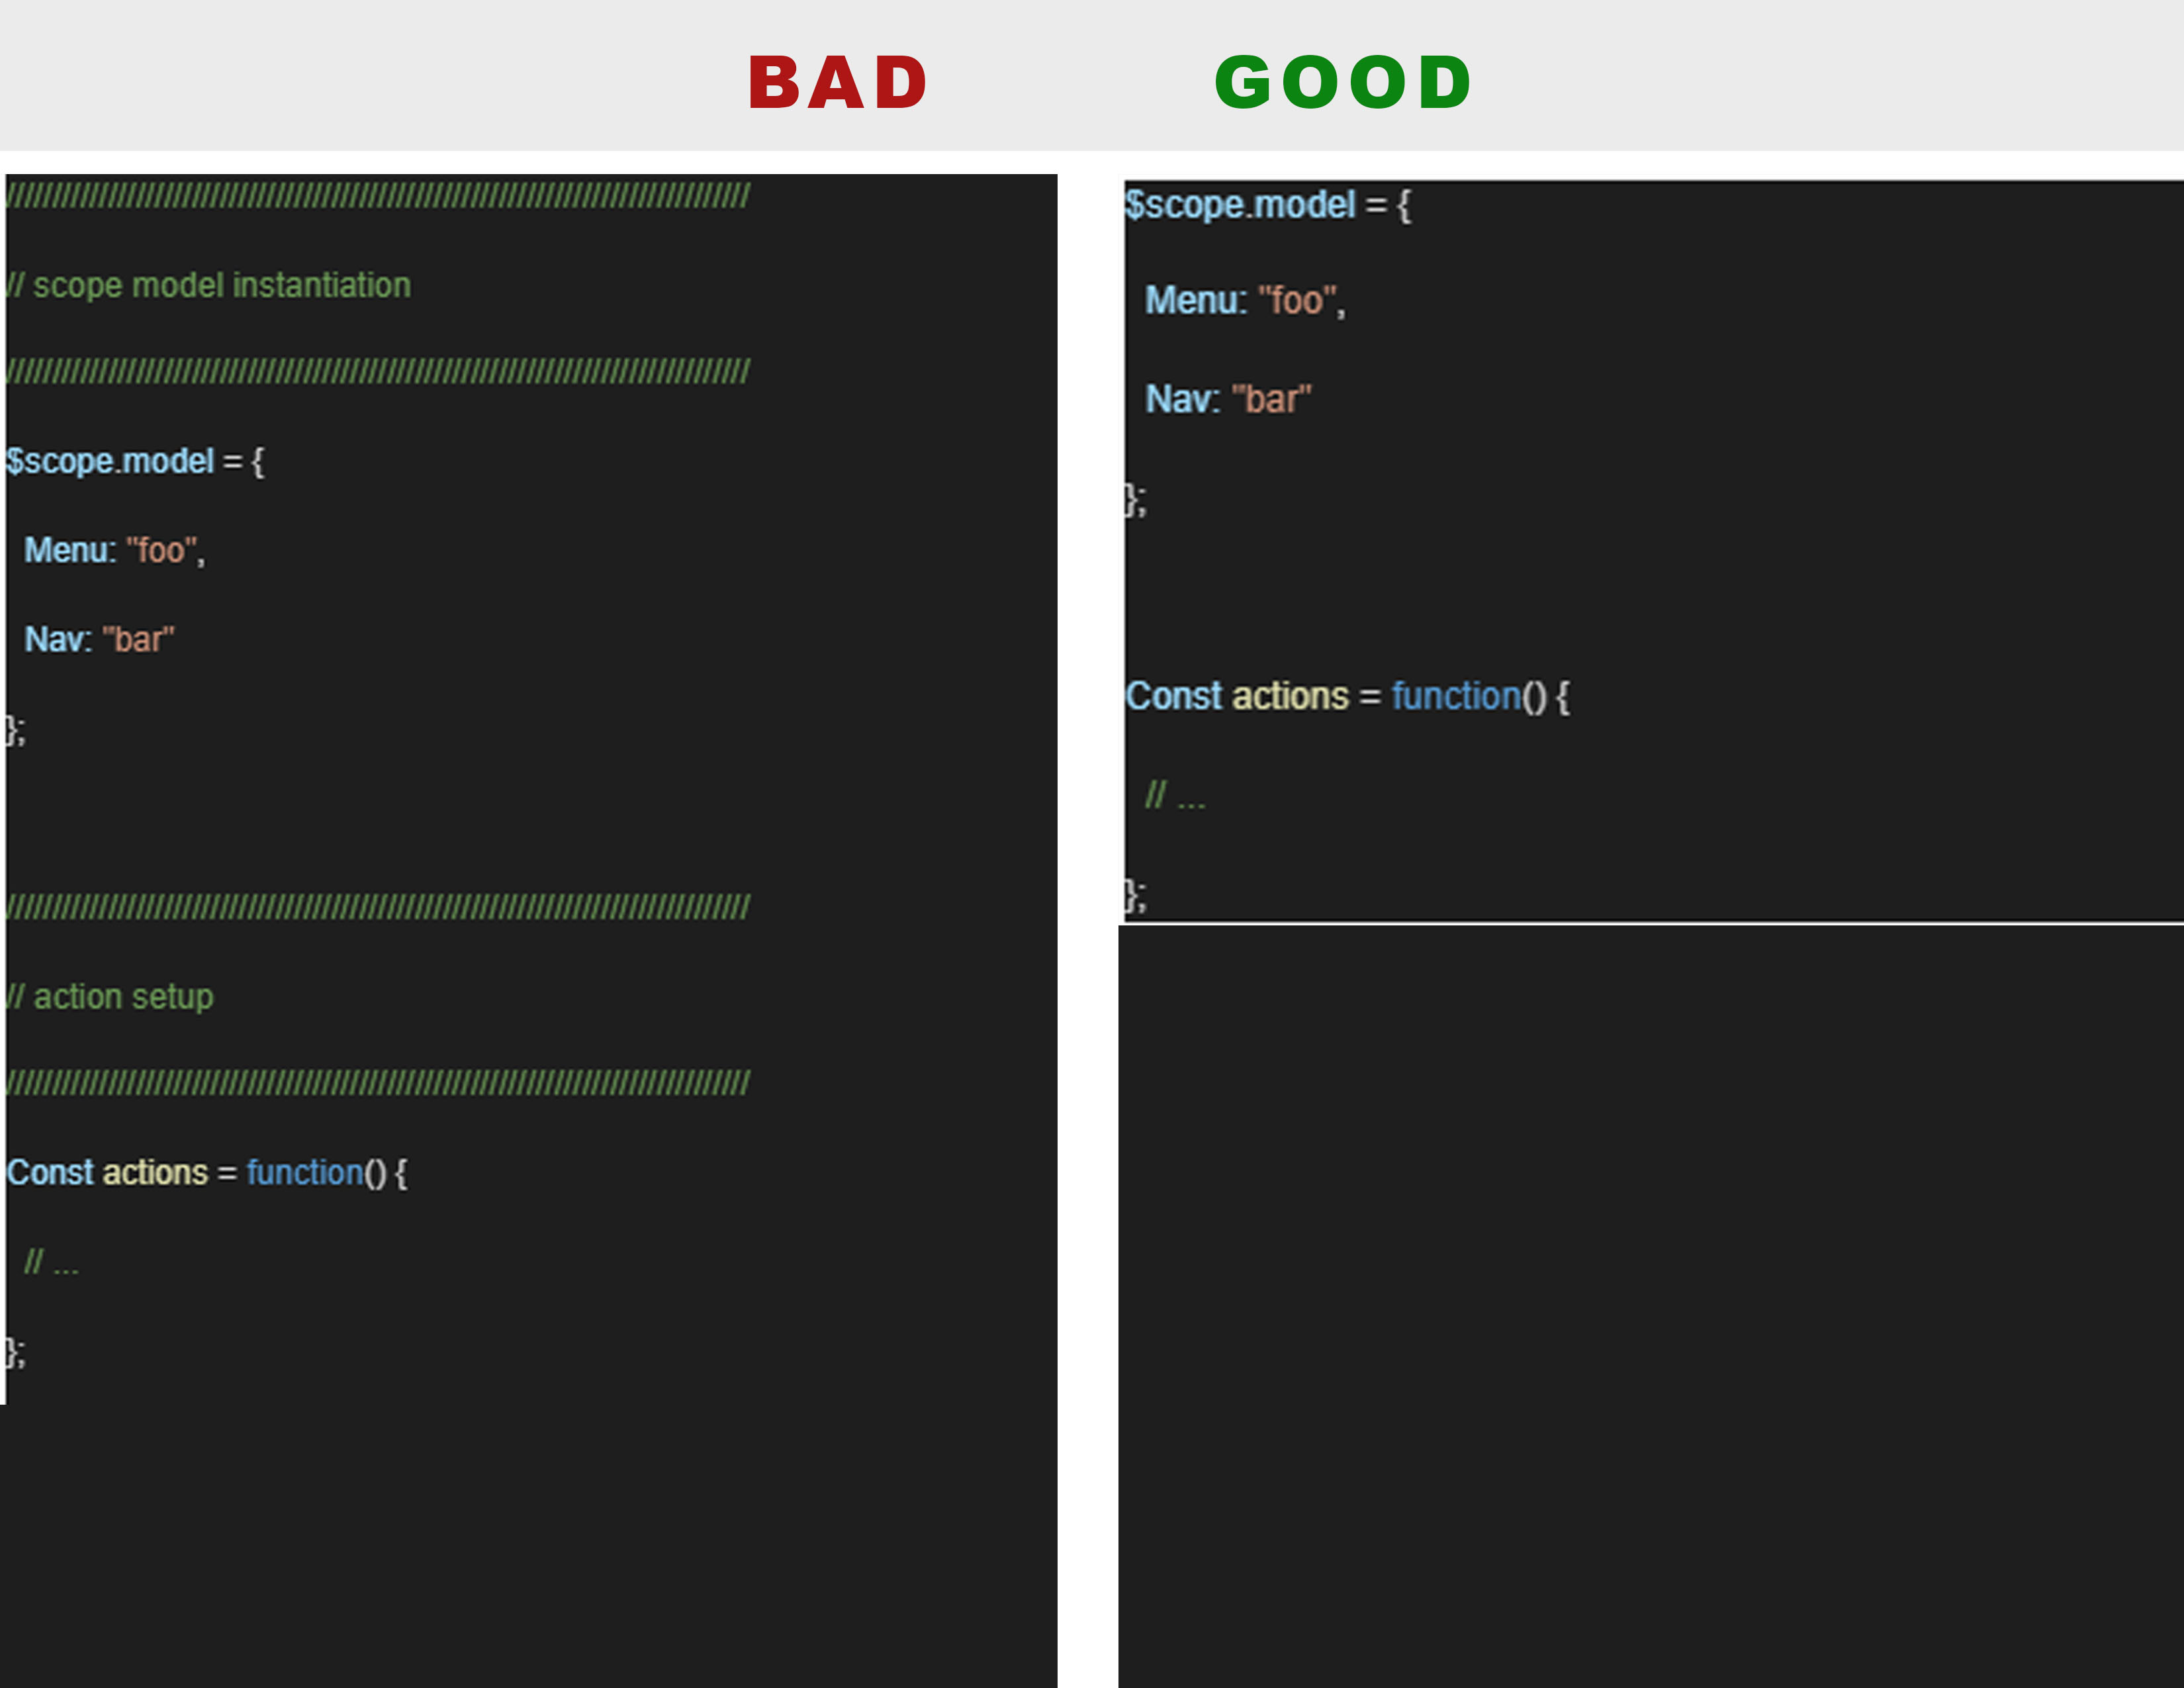 BAD
GOOD
////////////////////////////////////////////////////////////////////////////////
// scope model instantiation
////////////////////////////////////////////////////////////////////////////////
$scope.model = {
Menu: "foo",
Nav: "bar"
};
////////////////////////////////////////////////////////////////////////////////
// action setup
////////////////////////////////////////////////////////////////////////////////
Const actions = function() {
// ...
};
$scope.model = {
Menu: "foo",
Nav: "bar"
};
Const actions = function() {
// ...
};